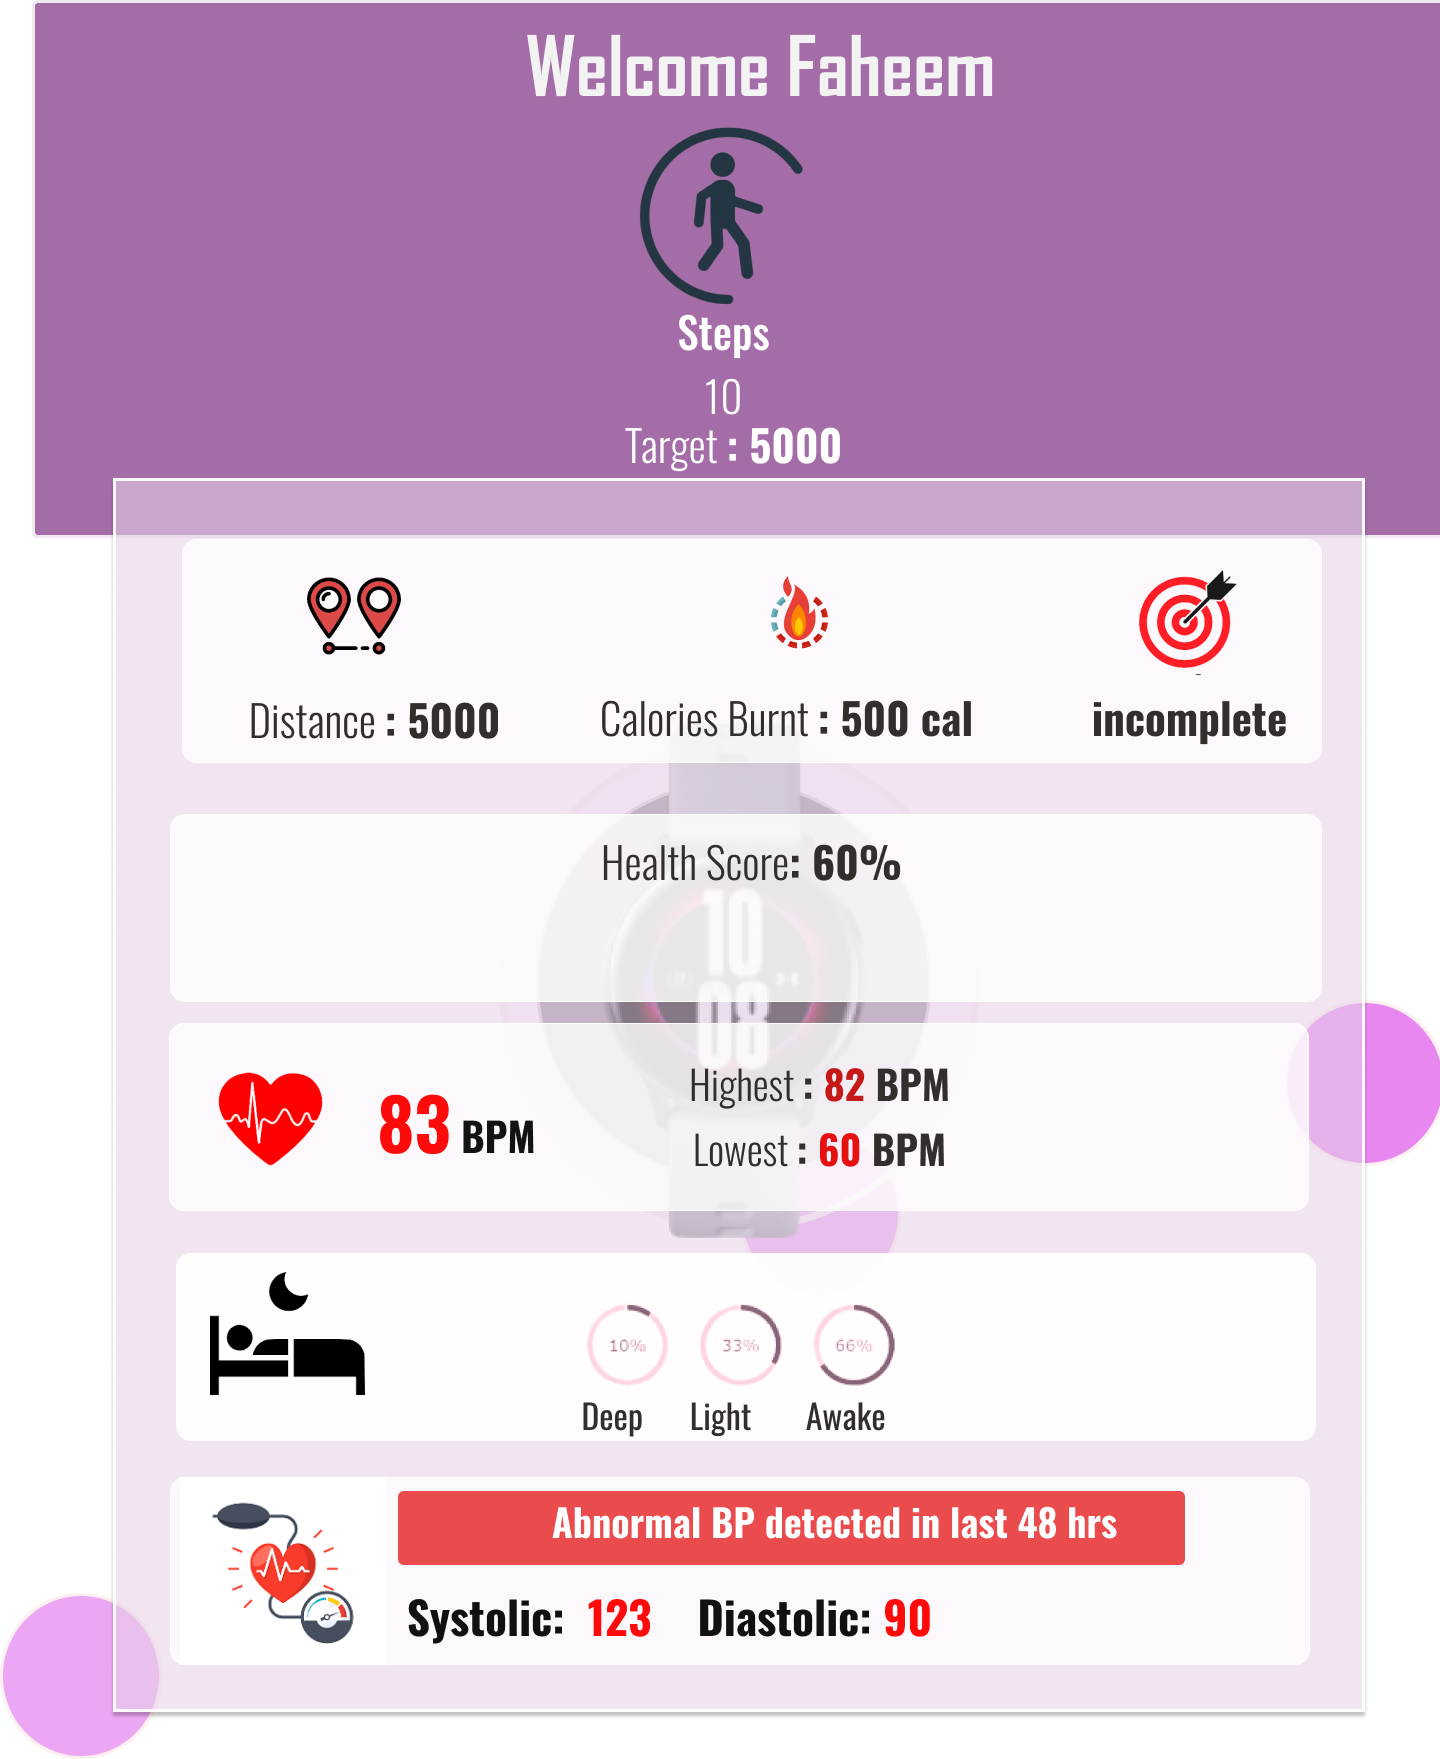 Welcome Faheem
Steps
10
Target : 5000
Distance : 5000
Calories Burnt : 500 cal
incomplete
Health Score: 60%
10
08
83 BPM
Highest : 82 BPM
Lowest : 60 BPM
10% 33% 66%
Deep Light Awake
Abnormal BP detected in last 48 hrs
Systolic: 123 Diastolic: 90